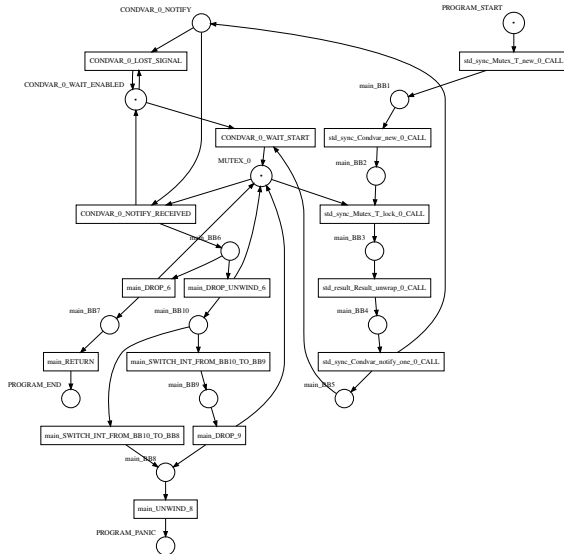 CONDVAR_0_NOTIFY
PROGRAM_START
CONDVAR_0_LOST_SIGNAL
std_sync_Mutex_T_new_0_CALL
CONDVAR_0_WAIT_ENABLED
main_BB1
CONDVAR_0_WAIT_START
std_sync_Condvar_new_0_CALL
MUTEX_0
main_BB2
CONDVAR_0_NOTIFY_RECEIVED
std_sync_Mutex_T_lock_0_CALL
main_BB6
main_BB3
main_DROP_6
main_DROP_UNWIND_6
std_result_Result_unwrap_0_CALL
main_BB7
main_BB10
main_BB4
main_RETURN
main_SWITCH_INT_FROM_BB10_TO_BB9
std_sync_Condvar_notify_one_0_CALL
PROGRAM_END
main_BB9
main_BB5
main_SWITCH_INT_FROM_BB10_TO_BB8
main_DROP_9
main_BB8
main_UNWIND_8
PROGRAM_PANIC